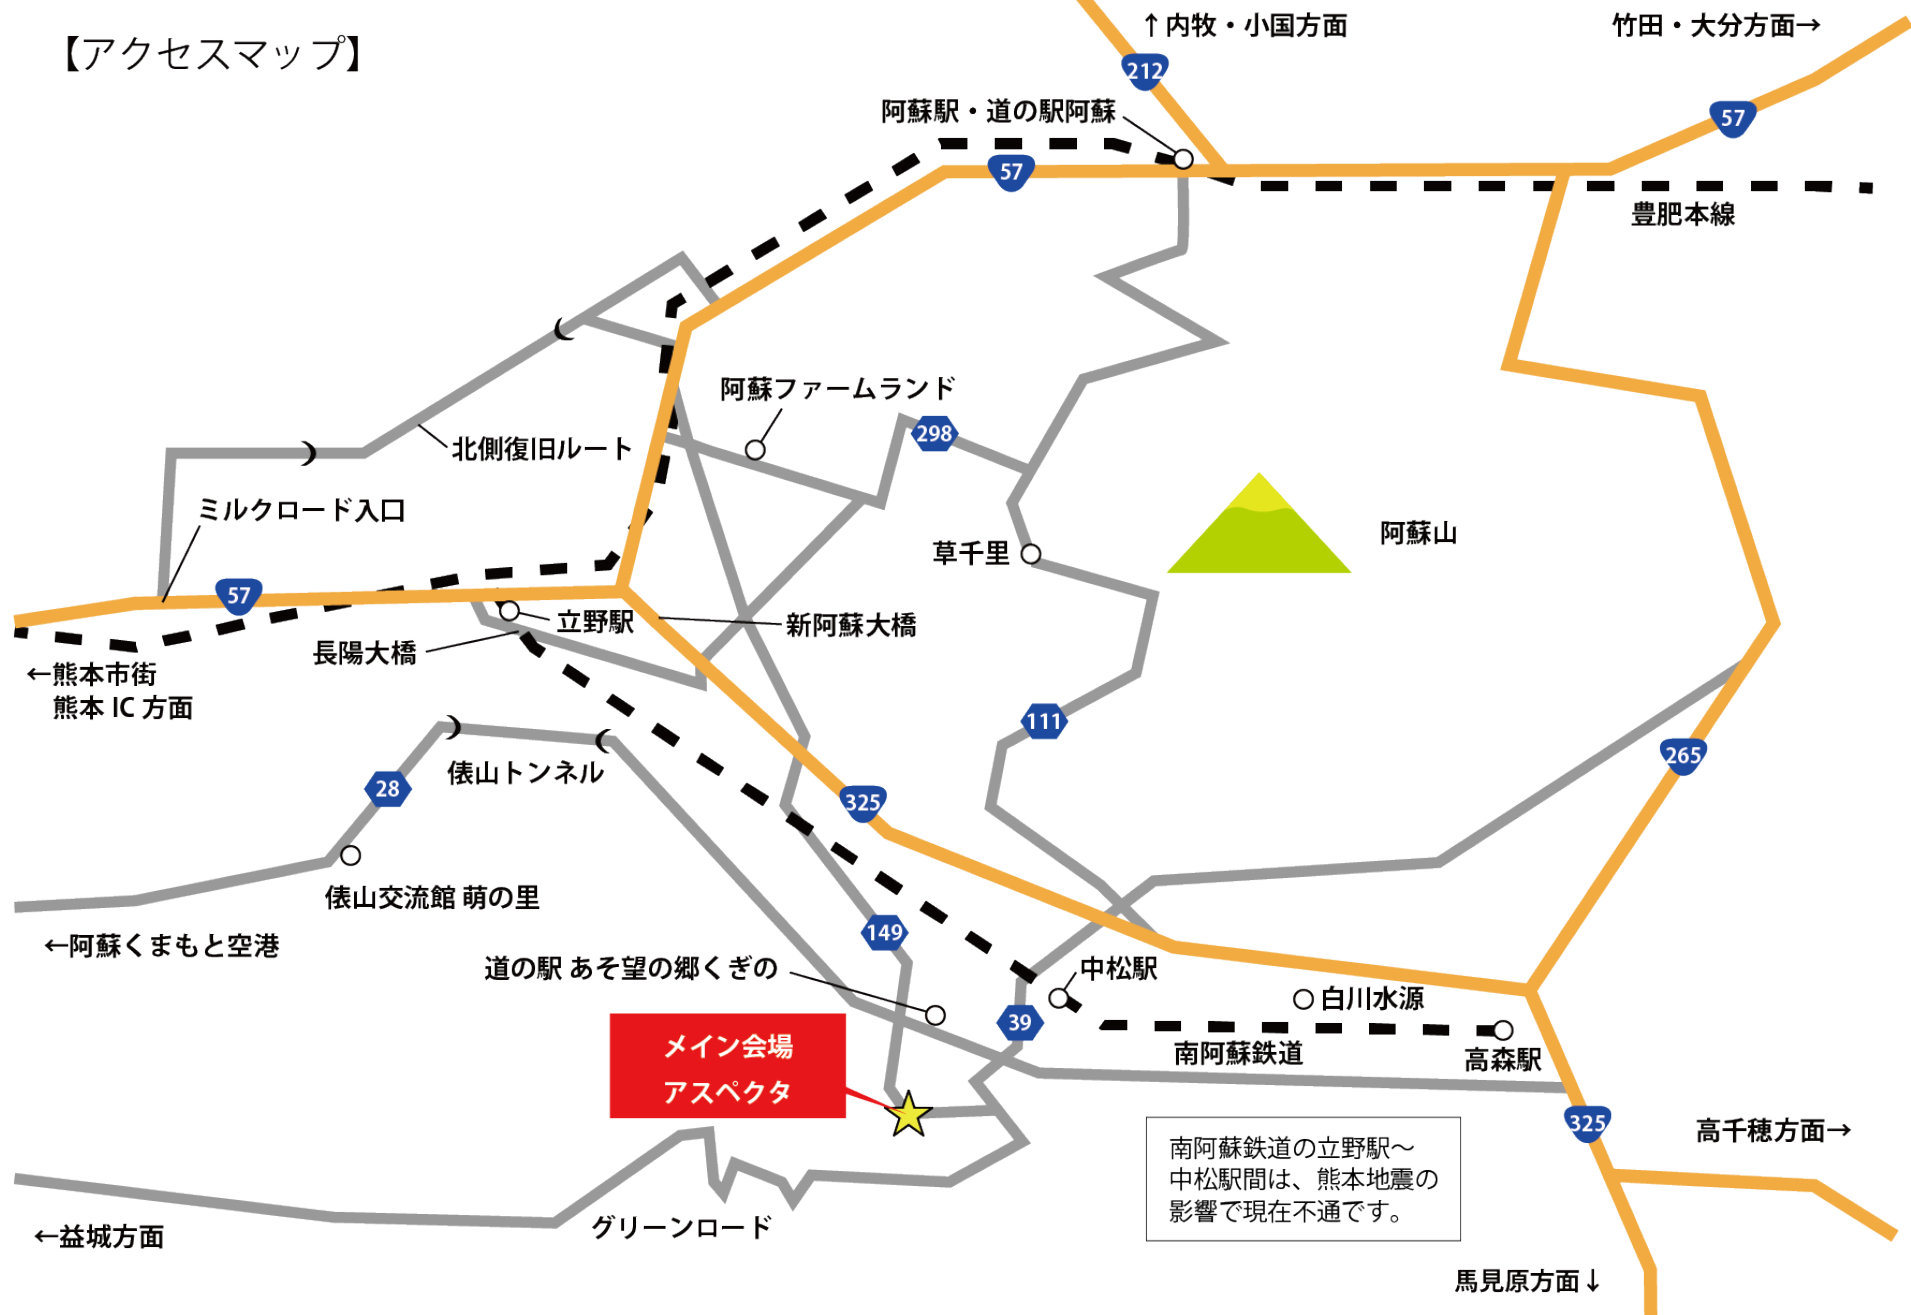 【アクセスマップ】
↑内牧・小国方面
竹田・大分方面→
212
57
阿蘇駅・道の駅阿蘇
57
豊肥本線
阿蘇ファームランド
298
北側復旧ルート
ミルクロード入口
阿蘇山
草千里
57
立野駅
新阿蘇大橋
長陽大橋
←熊本市街
熊本 IC 方面
111
265
俵山トンネル
28
325
俵山交流館 萌の里
149
←阿蘇くまもと空港
道の駅 あそ望の郷くぎの
中松駅
白川水源
39
メイン会場
アスペクタ
南阿蘇鉄道
高森駅
325
高千穂方面→
南阿蘇鉄道の立野駅～
中松駅間は、熊本地震の
影響で現在不通です。
グリーンロード
←益城方面
馬見原方面↓